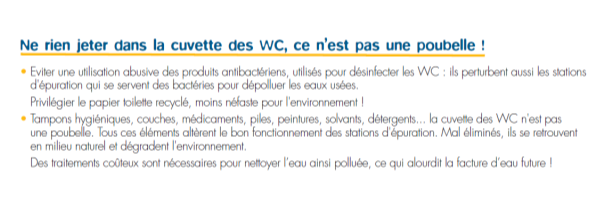 Ne rien jeter dans la cuvette des WC, ce n'est pas une poubelle !
• Eviter une utilisation abusive des produits antibactériens, utilisés pour désinfecter les WC : ils perturbent aussi les stations
d'épuration qui se servent des bactéries pour dépolluer les eaux usées.
Privilégier le papier toilette recyclé, moins néfaste pour l'environnement !
• Tampons hygiéniques, couches, médicaments, piles, peintures, solvants, détergents... la cuvette des WC n'est pas
une poubelle. Tous ces éléments altèrent le bon fonctionnement des stations d'épuration. Mal éliminés, ils se retrouvent
en milieu naturel et dégradent l'environnement.
Des traitements coûteux sont nécessaires pour nettoyer l'eau ainsi polluée, ce qui alourdit la facture d'eau future !